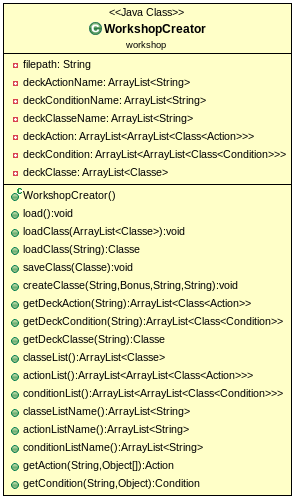 <<Java Class>>
WorkshopCreator
workshop
filepath: String
deckActionName: ArrayList<String>
deckConditionName: ArrayList<String>
deckClasseName: ArrayList<String>
deckAction: ArrayList<ArrayList<Class<Action>>>
deckCondition: ArrayList<ArrayList<Class<Condition>>>
deckClasse: ArrayList<Classe>
WorkshopCreator()
load():void
loadClass(ArrayList<Classe>):void
loadClass(String):Classe
saveClass(Classe):void
createClasse(String,Bonus,String,String):void
getDeckAction(String):ArrayList<Class<Action>>
getDeckCondition(String):ArrayList<Class<Condition>>
getDeckClasse(String):Classe
classeList():ArrayList<Classe>
actionList():ArrayList<ArrayList<Class<Action>>>
conditionList():ArrayList<ArrayList<Class<Condition>>>
classeListName():ArrayList<String>
actionListName():ArrayList<String>
conditionListName():ArrayList<String>
getAction(String,Object[]):Action
getCondition(String,Object):Condition